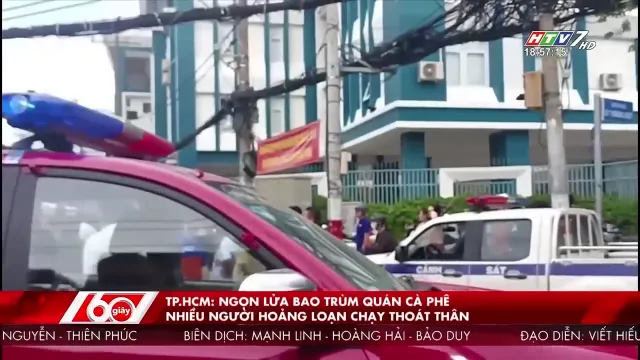 HTV7 HD
18:57:15
CẢNH SÁT
60 giây
TP.HCM: NGỌN LỬA BAO TRÙM QUÁN CÀ PHÊ
NHIỀU NGƯỜI HOẢNG LOẠN CHẠY THOÁT THÂN
NGUYỄN - THIÊN PHÚC BIÊN DỊCH: MẠNH LINH - HOÀNG HẢI - BẢO DUY ĐẠO DIỄN: VIẾT HIẾ